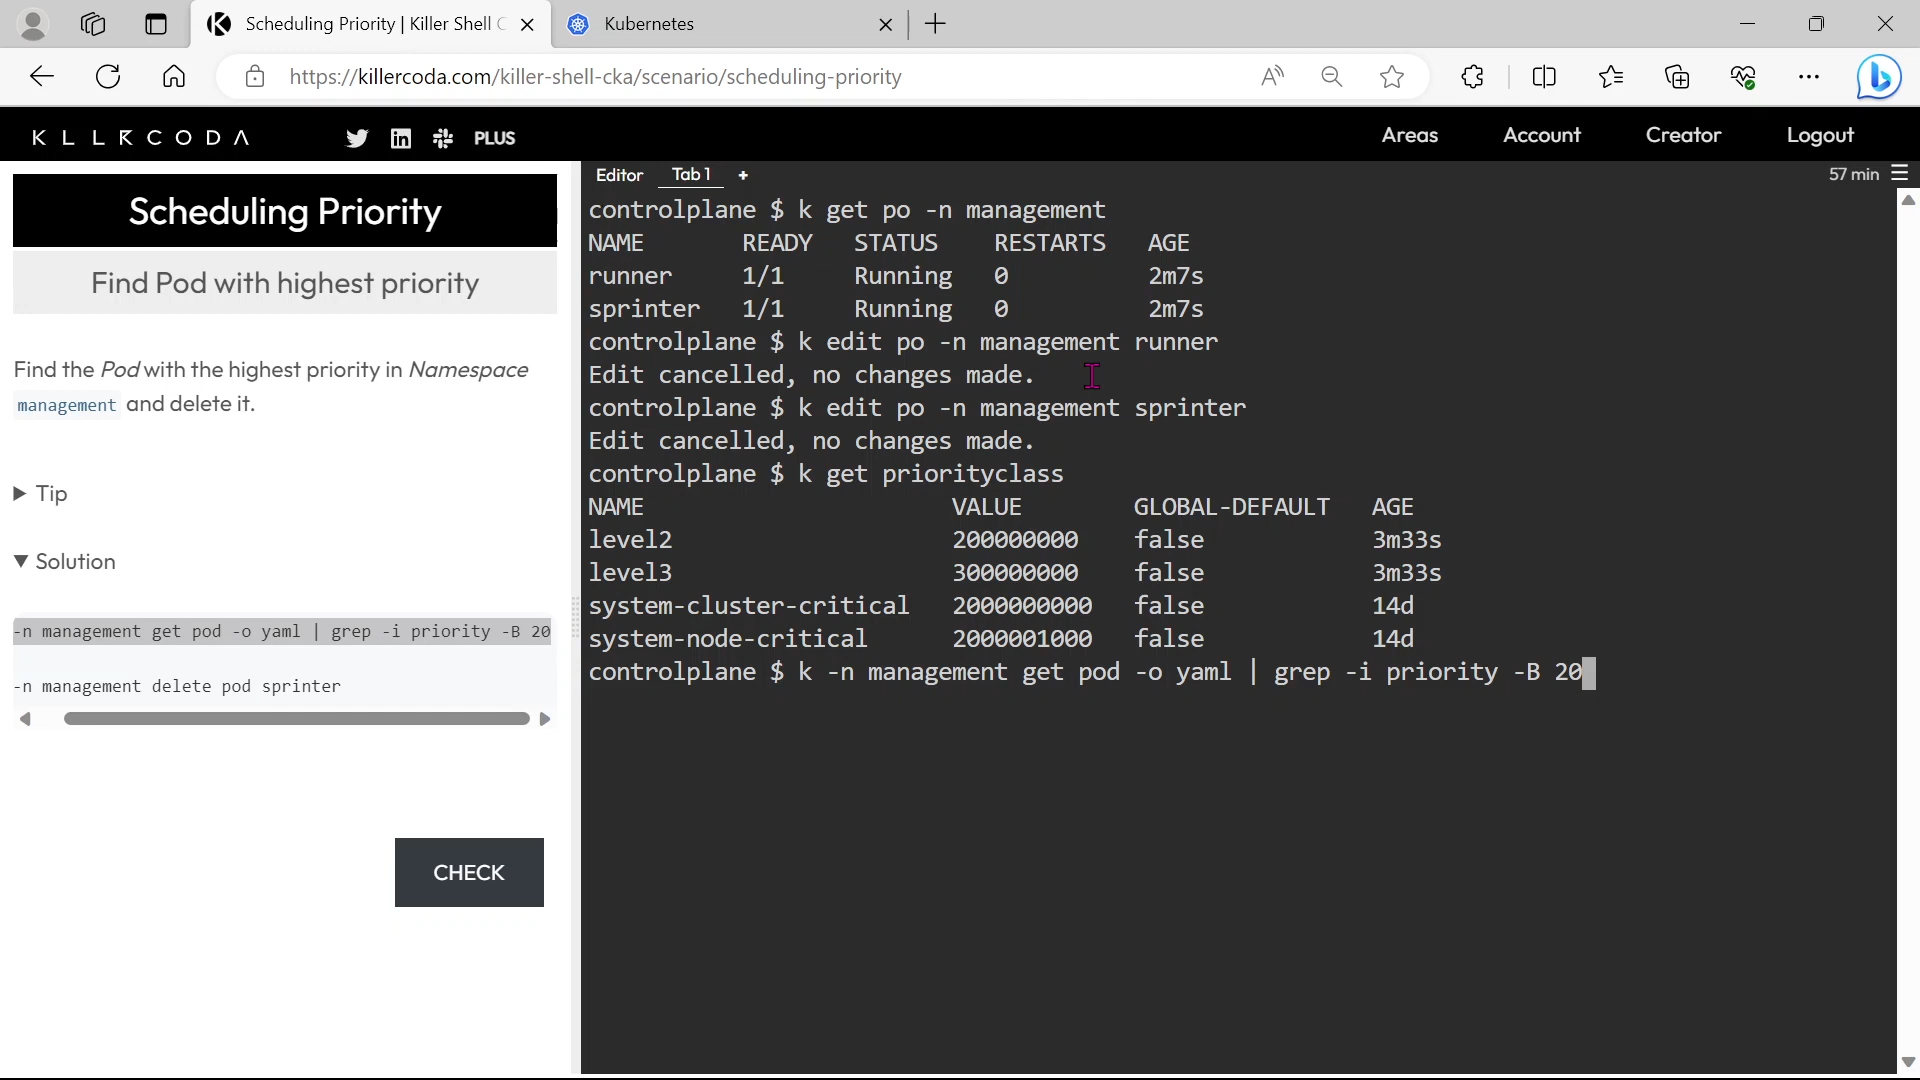 Scheduling Priority | Killer Shell C
Kubernetes
https://killercoda.com/killer-shell-cka/scenario/scheduling-priority
KLLRCODA
PLUS
Areas
Account
Creator
Logout
Scheduling Priority
Find Pod with highest priority
Find the Pod with the highest priority in Namespace
management and delete it.
Tip
Solution
-n management get pod -o yaml | grep -i priority -B 20
-n management delete pod sprinter
CHECK
Editor
Tab 1
+
57 min
controlplane $ k get po -n management
NAME READY STATUS RESTARTS AGE
runner 1/1 Running 0 2m7s
sprinter 1/1 Running 0 2m7s
controlplane $ k edit po -n management runner
Edit cancelled, no changes made.
controlplane $ k edit po -n management sprinter
Edit cancelled, no changes made.
controlplane $ k get priorityclass
NAME VALUE GLOBAL-DEFAULT AGE
level2 200000000 false 3m33s
level3 300000000 false 3m33s
system-cluster-critical 2000000000 false 14d
system-node-critical 2000001000 false 14d
controlplane $ k -n management get pod -o yaml | grep -i priority -B 20